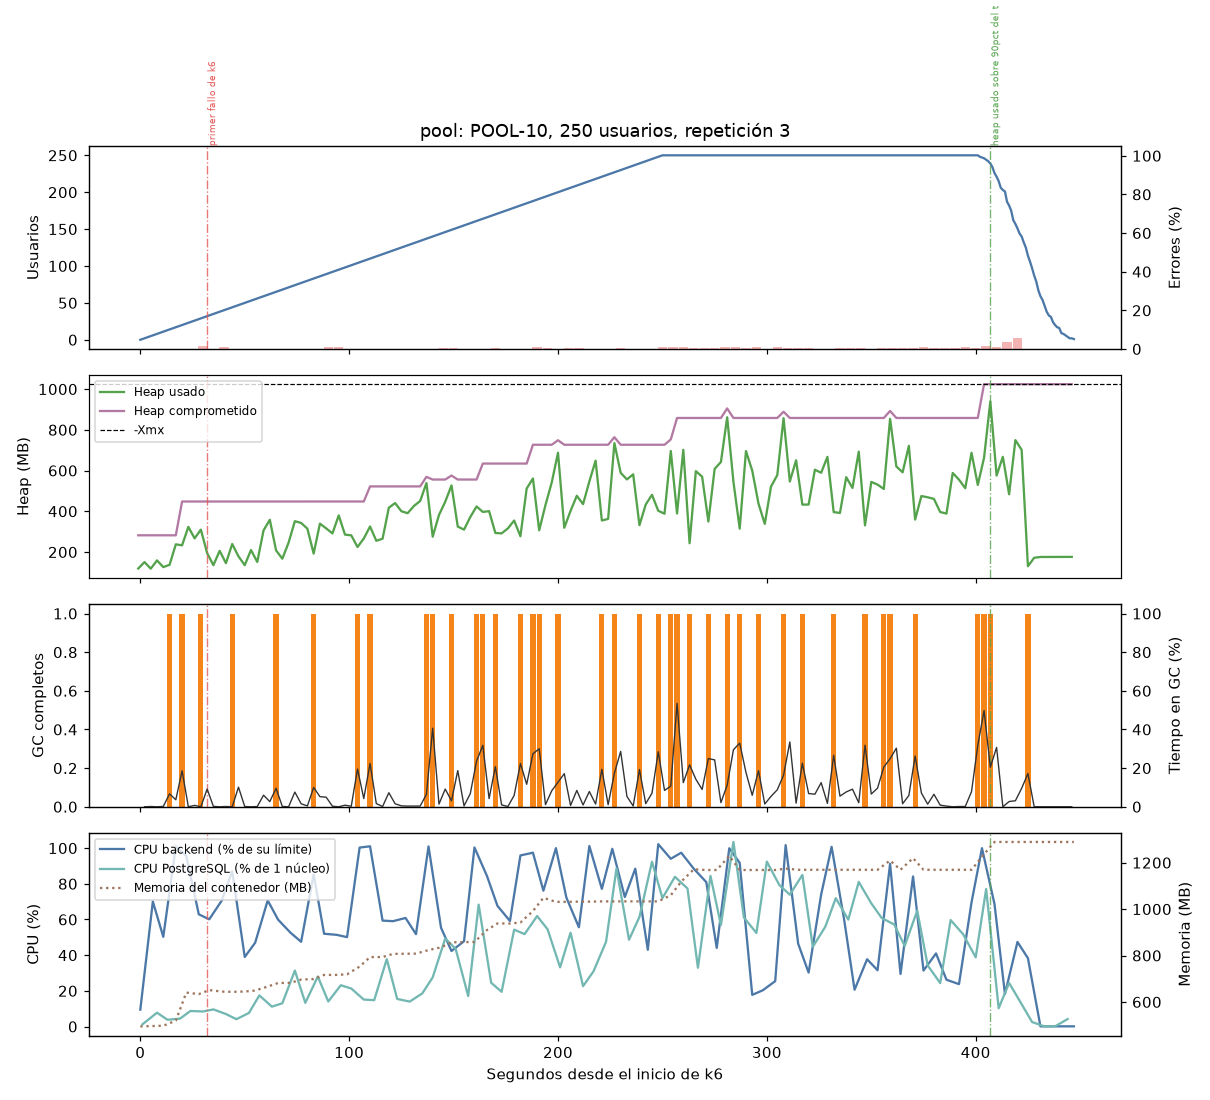 primer fallo de k6
heap usado sobre 90pct del t
pool: POOL-10, 250 usuarios, repetición 3
Usuarios
250
200
150
100
50
0
100
80
60
40
20
0
Errores (%)
Heap (MB)
1000
800
600
400
200
Heap usado
Heap comprometido
-Xmx
GC completos
1.0
0.8
0.6
0.4
0.2
0.0
100
80
60
40
20
0
Tiempo en GC (%)
CPU (%)
100
80
60
40
20
0
CPU backend (% de su límite)
CPU PostgreSQL (% de 1 núcleo)
Memoria del contenedor (MB)
1200
1000
800
600
Memoria (MB)
0 100 200 300 400
Segundos desde el inicio de k6